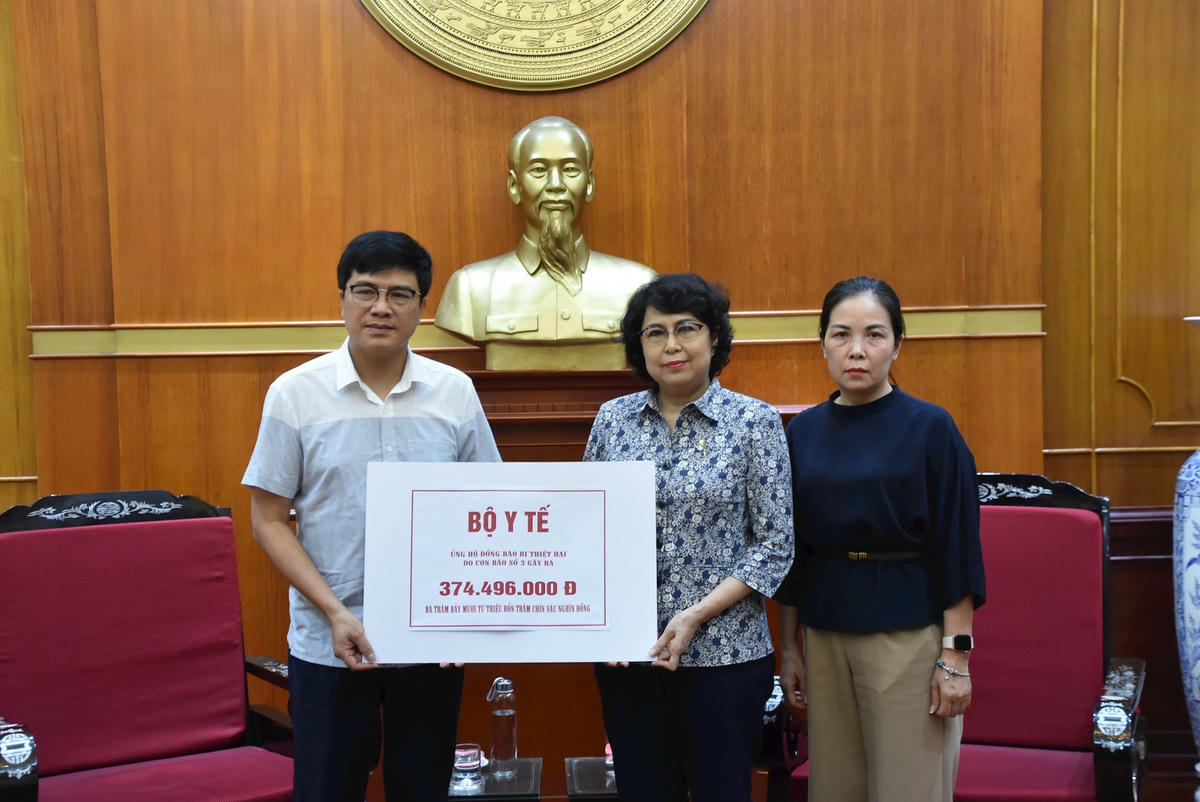 BỘ Y TẾ
ỦNG HỘ ĐỒNG BÀO BỊ THIỆT HẠI
DO CƠN BÃO SỐ 3 GÂY RA
374.496.000 Đ
BA TRĂM BẢY MƯƠI TƯ TRIỆU BỐN TRĂM CHÍN SÁU NGHÌN ĐỒNG